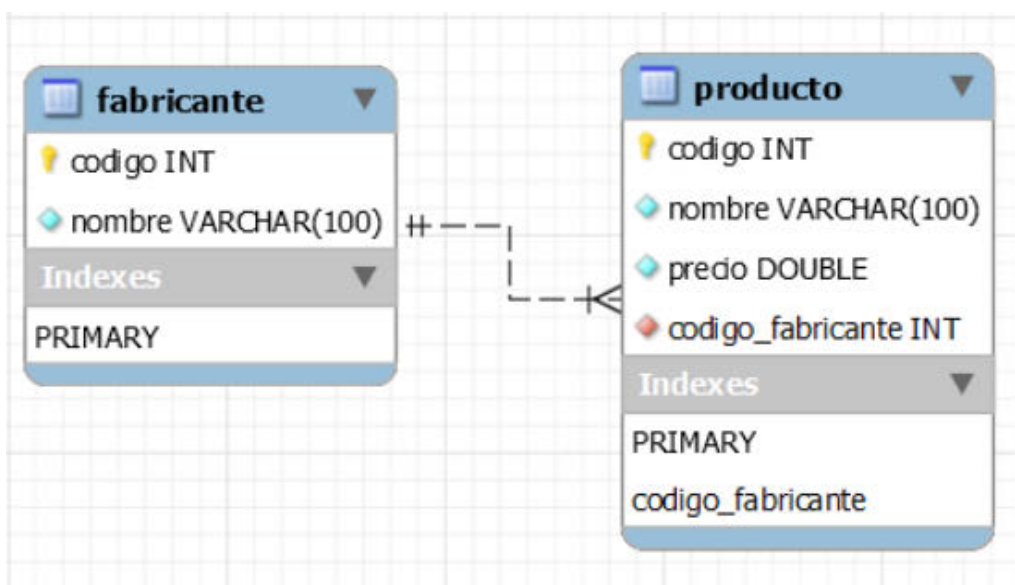 fabricante
codigo INT
nombre VARCHAR(100)
Indexes
PRIMARY
producto
codigo INT
nombre VARCHAR(100)
precio DOUBLE
codigo_fabricante INT
Indexes
PRIMARY
codigo_fabricante